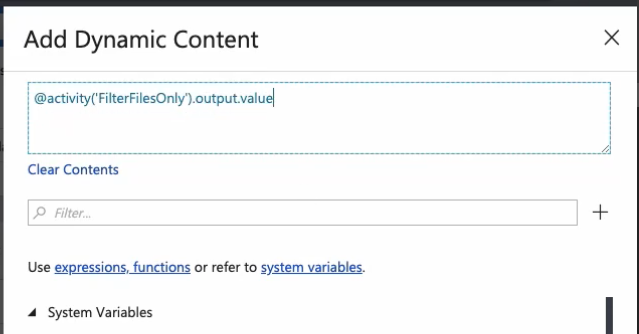 Add Dynamic Content
@activity('FilterFilesOnly').output.value
Clear Contents
Filter...
Use expressions, functions or refer to system variables.
System Variables